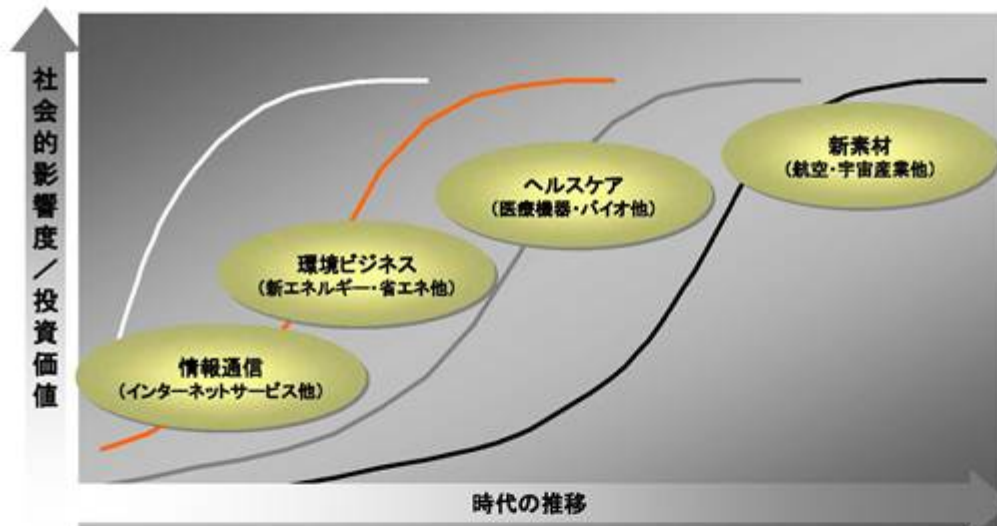 社会的影響度／投資価値
新素材
(航空・宇宙産業他)
ヘルスケア
(医療機器・バイオ他)
環境ビジネス
(新エネルギー・省エネ他)
情報通信
(インターネットサービス他)
時代の推移